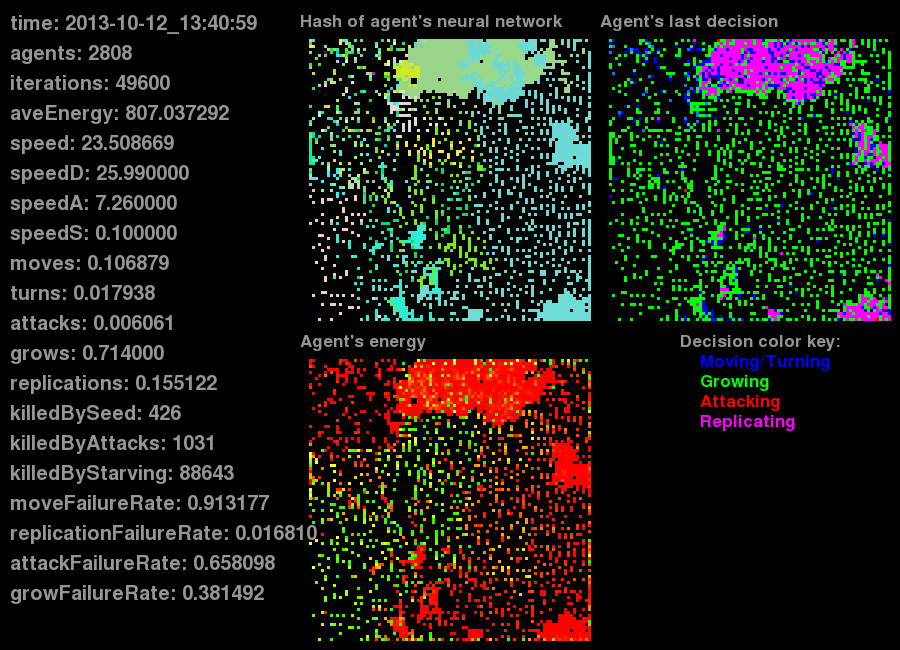 time: 2013-10-12_13:40:59
agents: 2808
iterations: 49600
aveEnergy: 807.037292
speed: 23.508669
speedD: 25.990000
speedA: 7.260000
speedS: 0.100000
moves: 0.106879
turns: 0.017938
attacks: 0.006061
grows: 0.714000
replications: 0.155122
killedBySeed: 426
killedByAttacks: 1031
killedByStarving: 88643
moveFailureRate: 0.913177
replicationFailureRate: 0.016810
attackFailureRate: 0.658098
growFailureRate: 0.381492
Hash of agent's neural network
Agent's last decision
Agent's energy
Decision color key:
Moving/Turning
Growing
Attacking
Replicating